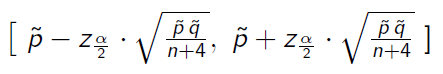 [ p̃ − z_{α/2} · √(p̃ q̃ / (n+4)), p̃ + z_{α/2} · √(p̃ q̃ / (n+4)) ]